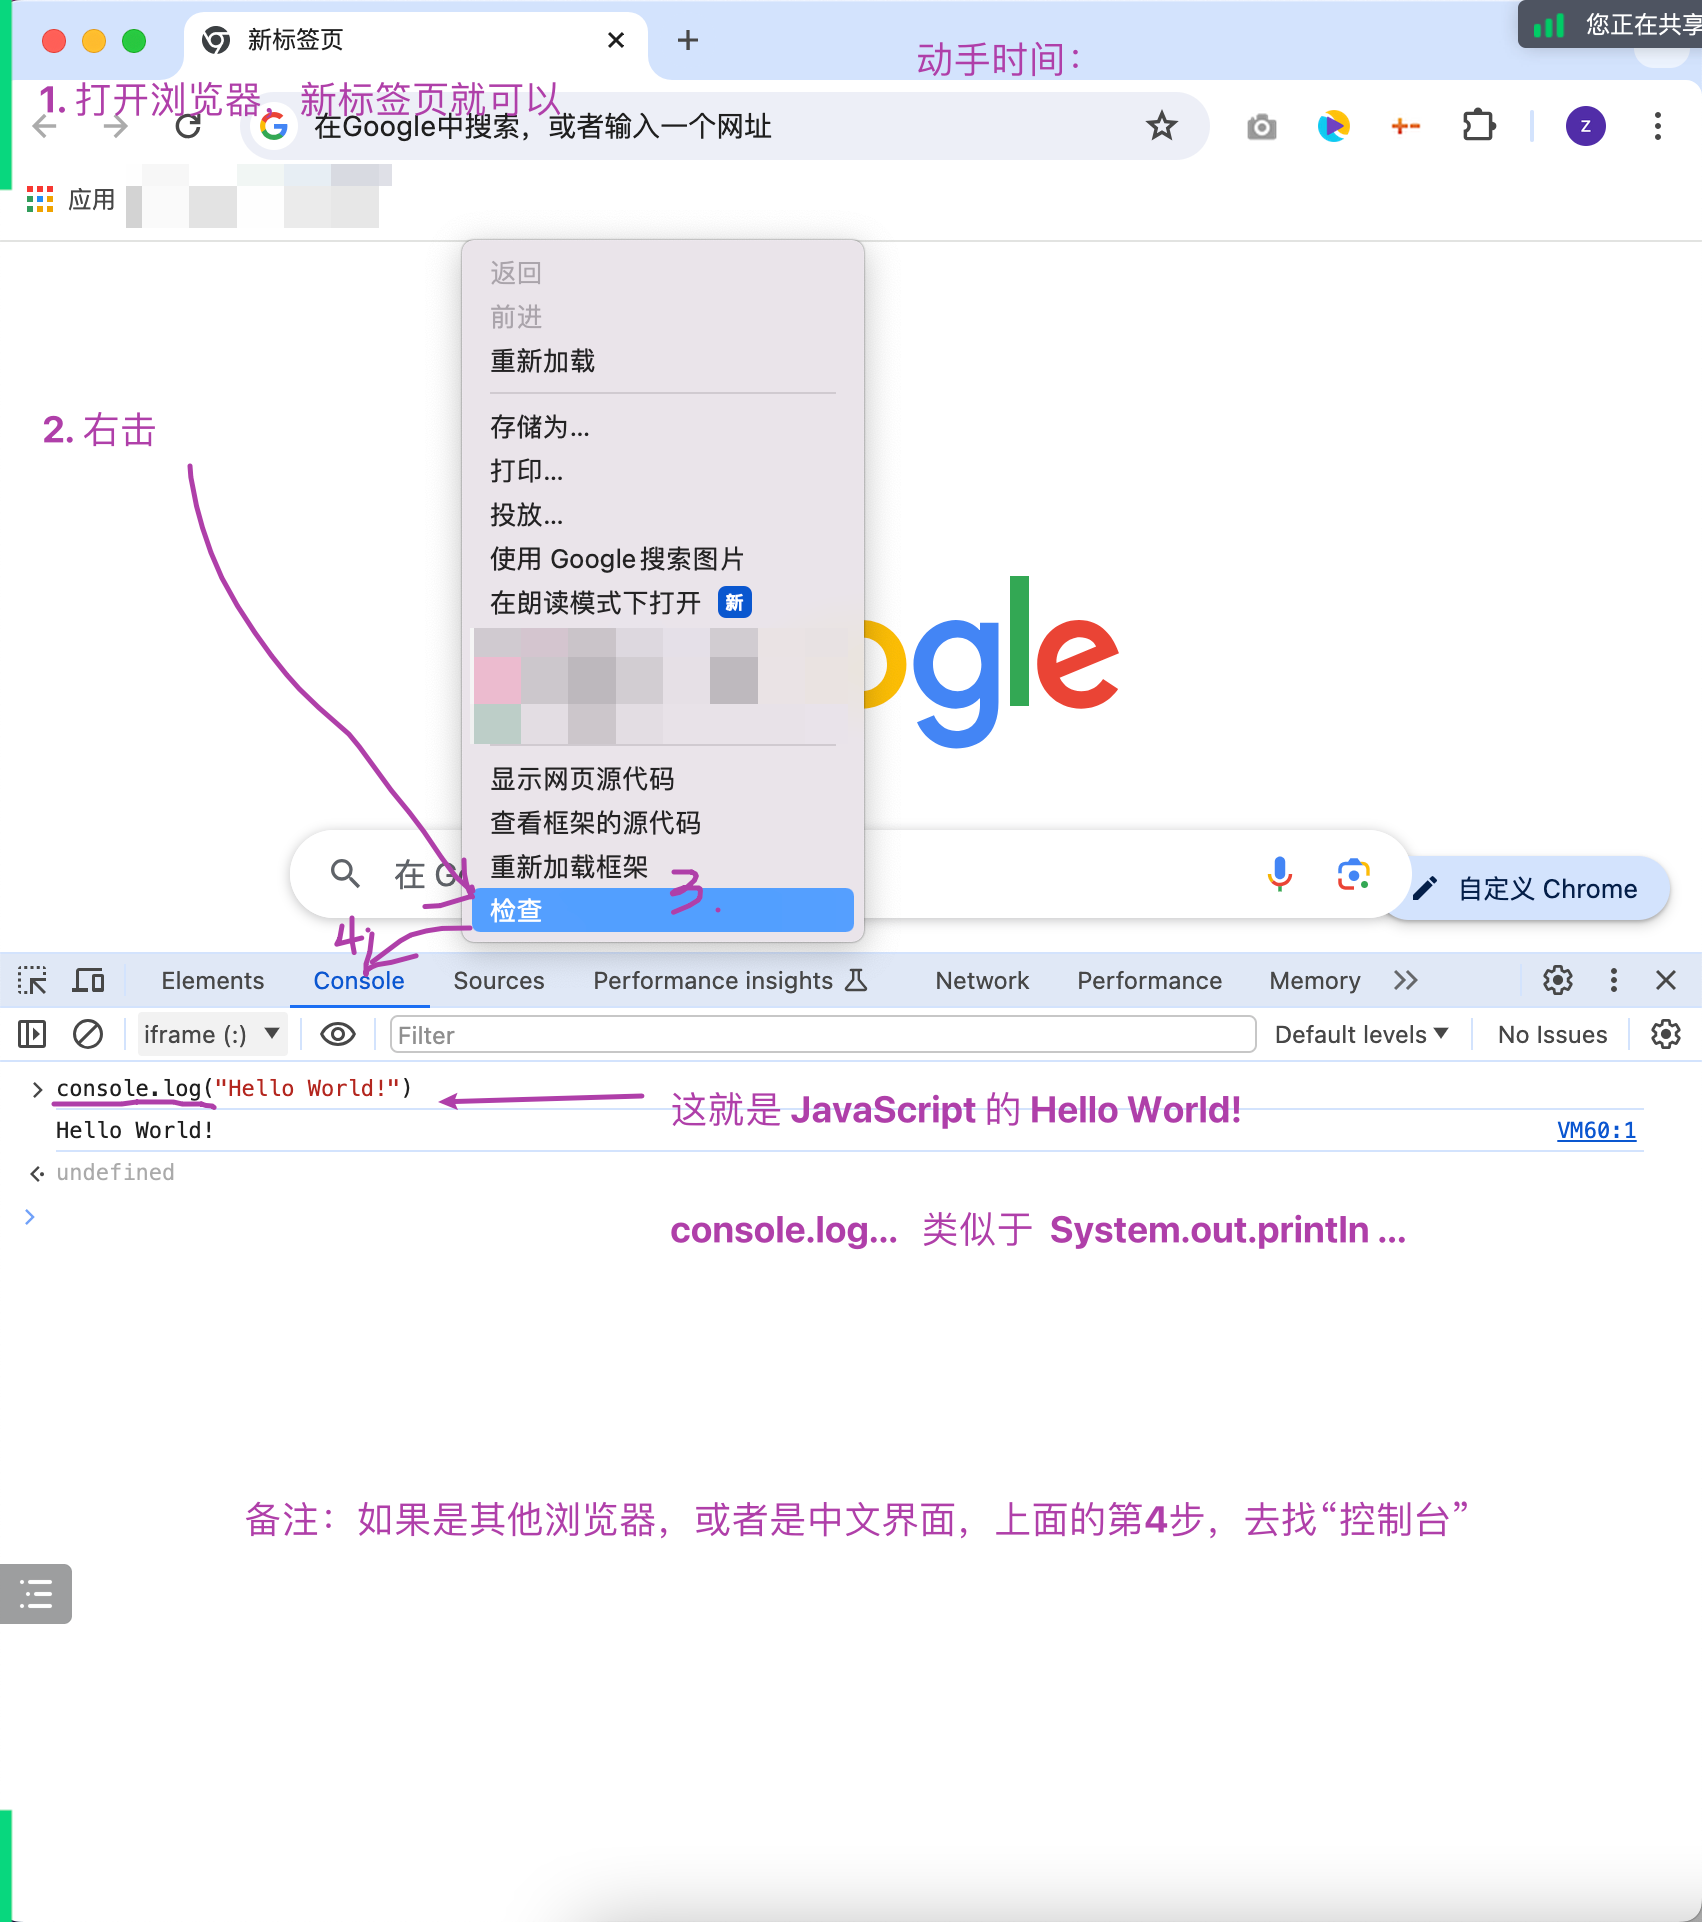 新标签页
您正在共享
动手时间：
1. 打开浏览器，新标签页就可以
在Google中搜索，或者输入一个网址
z
应用
返回
前进
重新加载
2. 右击
存储为...
打印...
投放...
使用 Google搜索图片
在朗读模式下打开 新
ogle
显示网页源代码
查看框架的源代码
重新加载框架
在 G
3.
检查
自定义 Chrome
4.
Elements Console Sources Performance insights Network Performance Memory
iframe (:) Filter Default levels No Issues
console.log("Hello World!")
这就是 JavaScript 的 Hello World!
Hello World! VM60:1
undefined
console.log... 类似于 System.out.println ...
备注：如果是其他浏览器，或者是中文界面，上面的第4步，去找“控制台”